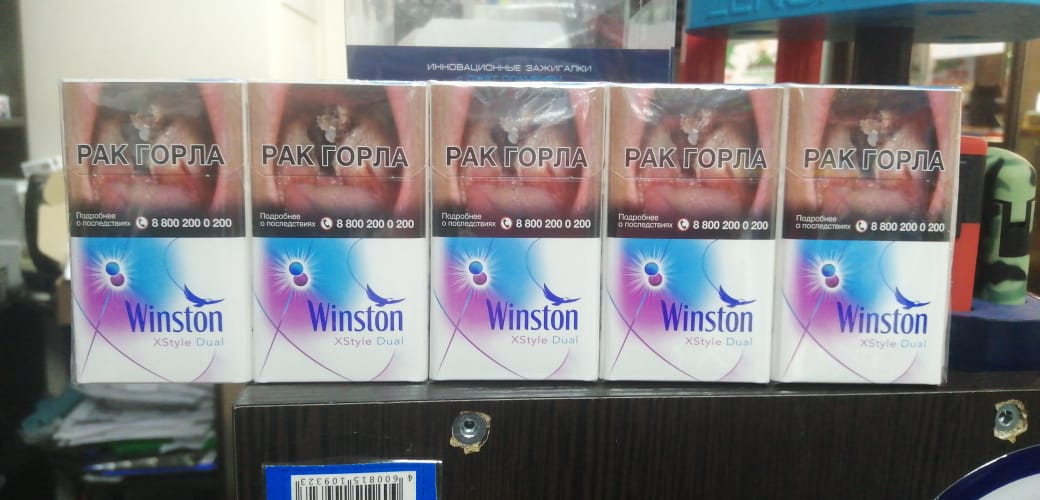 ИННОВАЦИОННЫЕ ЗАЖИГАЛКИ
РАК ГОРЛА
Подробнее
о последствиях 8 800 200 0 200
Winston
XStyle Dual
РАК ГОРЛА
Подробнее
о последствиях 8 800 200 0 200
Winston
XStyle Dual
РАК ГОРЛА
Подробнее
о последствиях 8 800 200 0 200
Winston
XStyle Dual
РАК ГОРЛА
Подробнее
о последствиях 8 800 200 0 200
Winston
XStyle Dual
РАК ГОРЛА
Подробнее
о последствиях 8 800 200 0 200
Winston
XStyle Dual
4 600815 109323